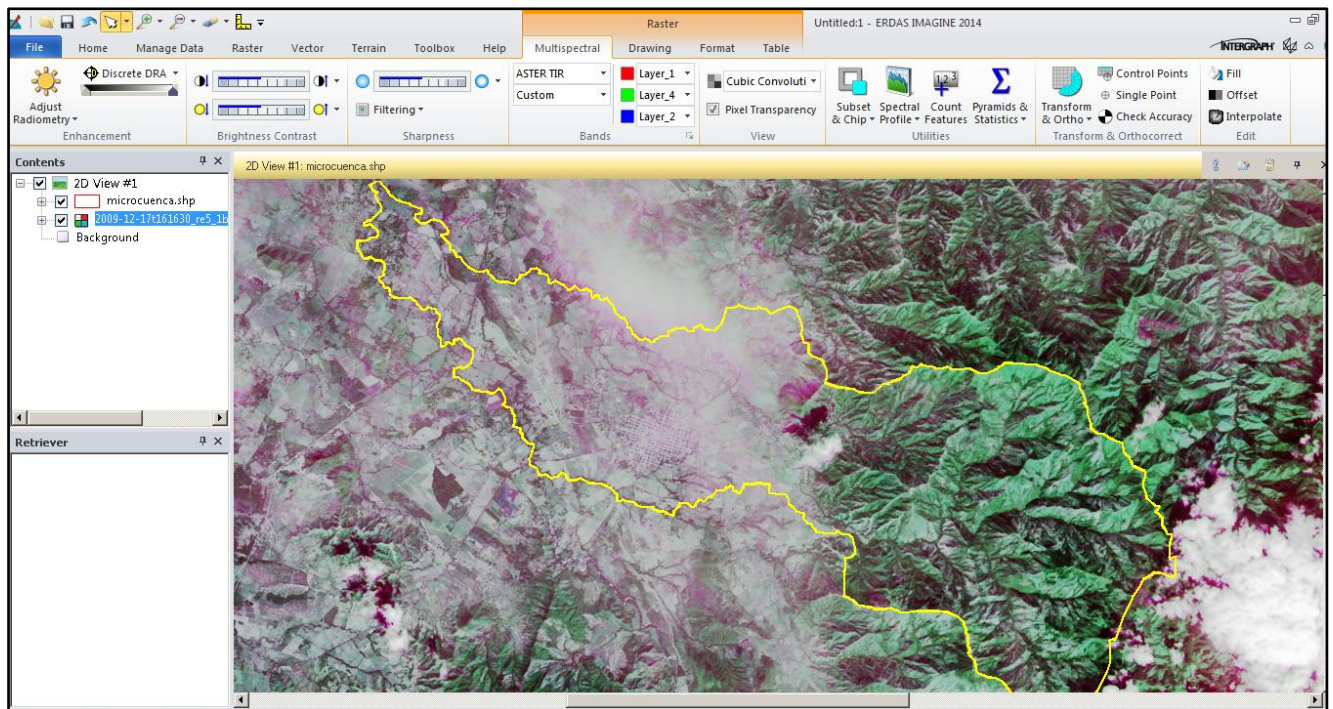 Raster
Untitled:1 - ERDAS IMAGINE 2014
File Home Manage Data Raster Vector Terrain Toolbox Help Multispectral Drawing Format Table
INTERGRAPH
Discrete DRA
Adjust Radiometry
Filtering
ASTER TIR
Custom
Layer_1
Layer_4
Layer_2
Cubic Convoluti
Pixel Transparency
Subset & Chip
Spectral Profile
Count Features
Pyramids & Statistics
Transform & Ortho
Control Points
Single Point
Check Accuracy
Fill
Offset
Interpolate
Enhancement Brightness Contrast Sharpness Bands View Utilities Transform & Orthocorrect Edit
Contents
2D View #1
microcuenca.shp
2009-12-17t161630_re5_1b
Background
Retriever
2D View #1: microcuenca.shp